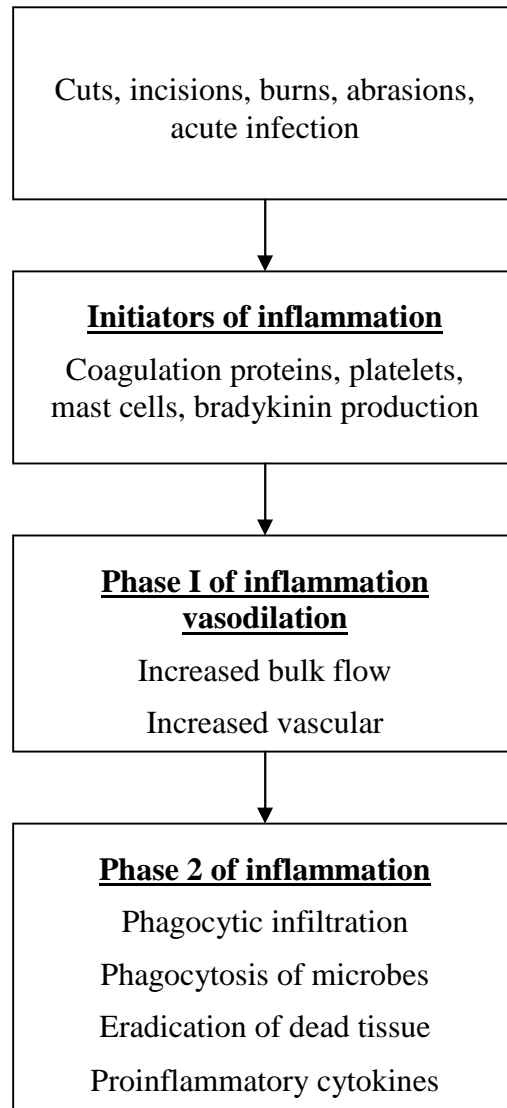 Cuts, incisions, burns, abrasions,
acute infection
Initiators of inflammation
Coagulation proteins, platelets,
mast cells, bradykinin production
Phase I of inflammation
vasodilation
Increased bulk flow
Increased vascular
Phase 2 of inflammation
Phagocytic infiltration
Phagocytosis of microbes
Eradication of dead tissue
Proinflammatory cytokines